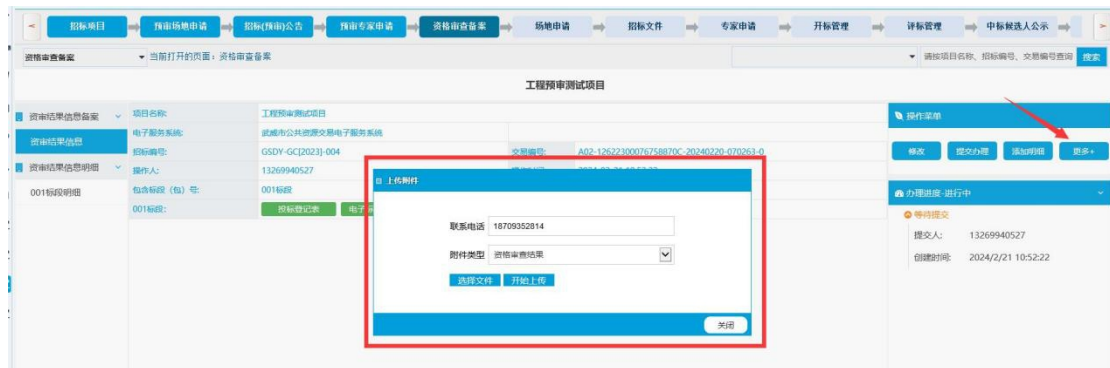 招标项目 预审场地申请 招标(预审)公告 预审专家申请 资格审查备案 场地申请 招标文件 专家申请 开标管理 评标管理 中标候选人公示
资格审查备案 当前打开的页面：资格审查备案 请按项目名称、招标编号、交易编号查询 搜索
工程预审测试项目
资审结果信息备案
资审结果信息
资审结果信息明细
001标段明细
项目名称: 工程预审测试项目
电子服务系统: 武威市公共资源交易电子服务系统
招标编号: GSDY-GC[2023]-004 交易编号: A02-12622300076758870C-20240220-070263-0
操作人: 13269940527
包含标段（包）号: 001标段
001标段: 投标登记表
上传附件
联系电话 18709352814
附件类型 资格审查结果
选择文件 开始上传
关闭
操作菜单
修改 提交办理 添加明细 更多+
办理进度-进行中
等待提交
提交人: 13269940527
创建时间: 2024/2/21 10:52:22